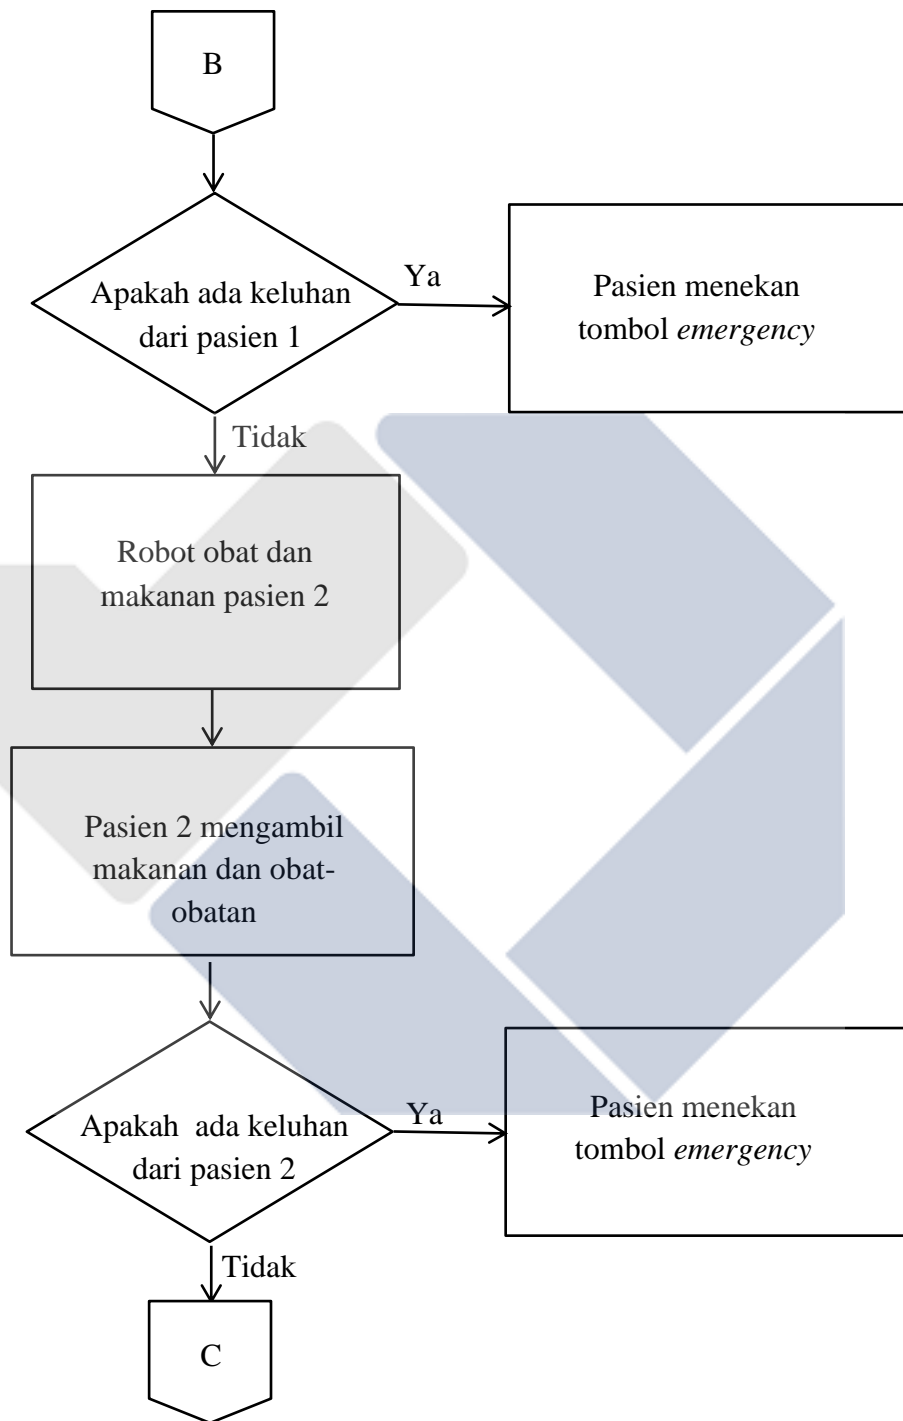 B
Apakah ada keluhan
dari pasien 1
Ya
Pasien menekan
tombol emergency
Tidak
Robot obat dan
makanan pasien 2
Pasien 2 mengambil
makanan dan obat-
obatan
Apakah  ada keluhan
dari pasien 2
Ya
Pasien menekan
tombol emergency
Tidak
C